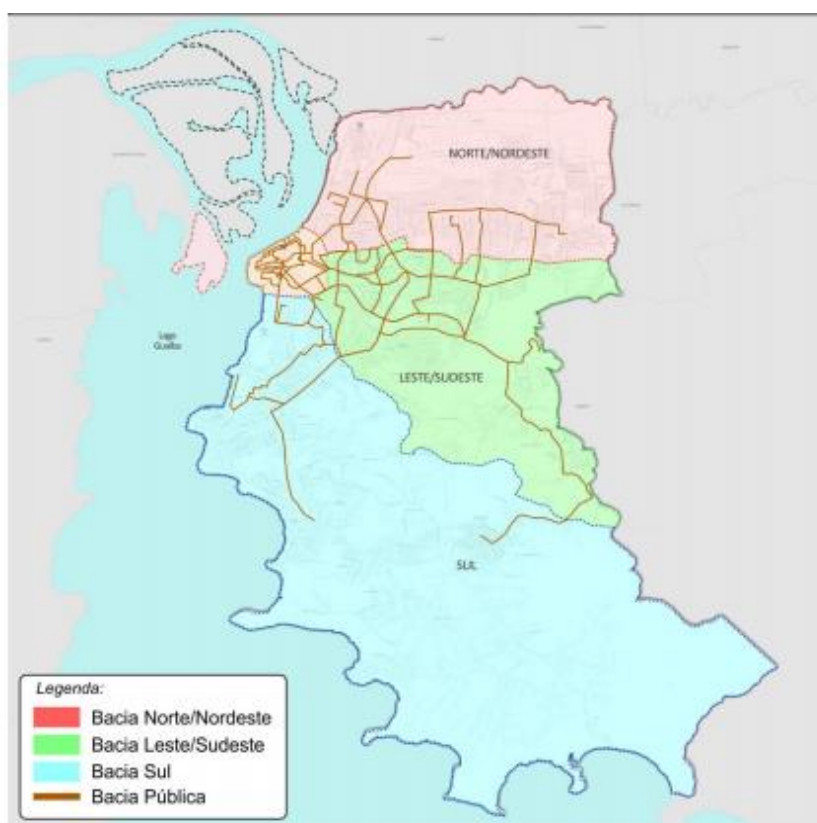 NORTE/NORDESTE
Lago
Guaíba
LESTE/SUDESTE
SUL
Legenda:
Bacia Norte/Nordeste
Bacia Leste/Sudeste
Bacia Sul
Bacia Pública